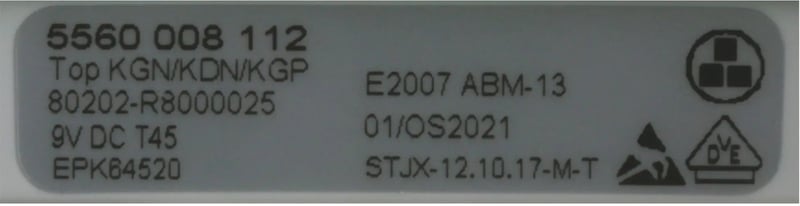 5560 008 112
Top KGN/KDN/KGP
80202-R8000025
9V DC T45
EPK64520
E2007 ABM-13
01/OS2021
STJX-12.10.17-M-T
DVE